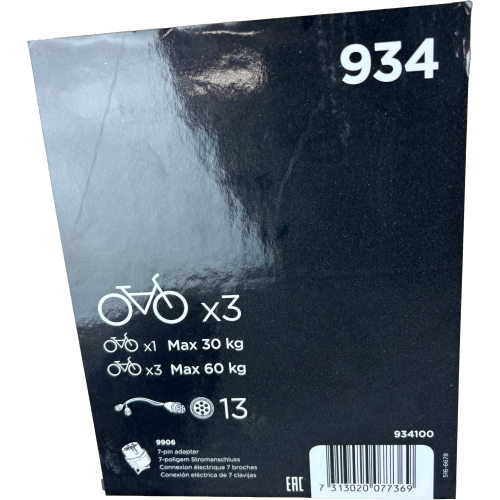 934
x3
x1 Max 30 kg
x3 Max 60 kg
13
9906
7-pin adapter
7-poligem Stromanschluss
Connexion électrique 7 broches
Conexión eléctrica de 7 clavijas
934100
516-6678
EAC
7 313020 077369